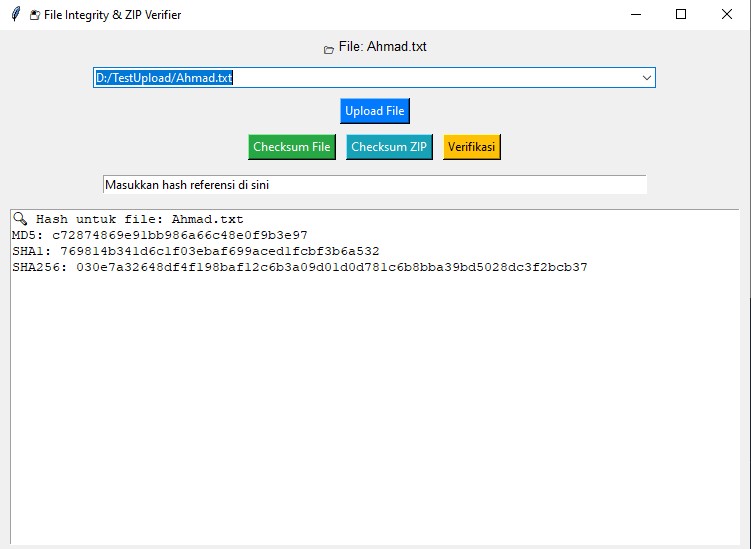 File Integrity & ZIP Verifier
File: Ahmad.txt
D:/TestUpload/Ahmad.txt
Upload File
Checksum File Checksum ZIP Verifikasi
Masukkan hash referensi di sini
Hash untuk file: Ahmad.txt
MD5: c72874869e91bb986a66c48e0f9b3e97
SHA1: 769814b341d6c1f03ebaf699aced1fcbf3b6a532
SHA256: 030e7a32648df4f198baf12c6b3a09d01d0d781c6b8bba39bd5028dc3f2bcb37